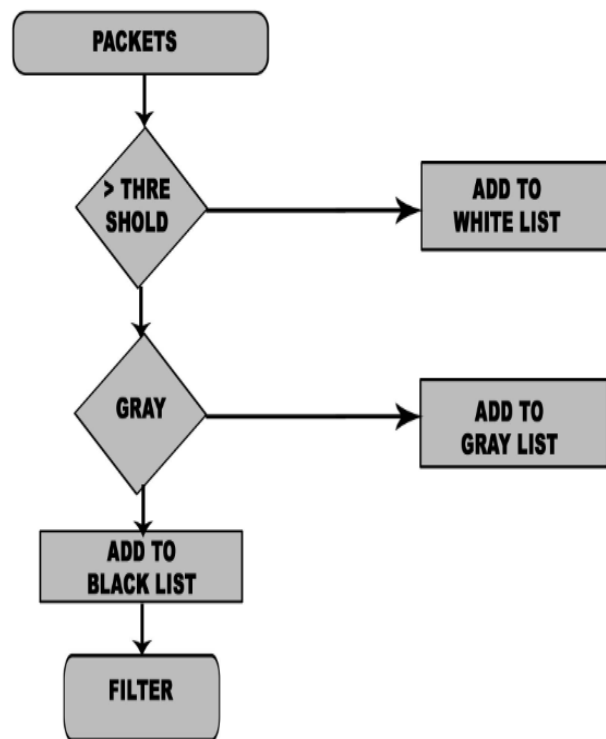 PACKETS
> THRE
SHOLD
ADD TO
WHITE LIST
GRAY
ADD TO
GRAY LIST
ADD TO
BLACK LIST
FILTER